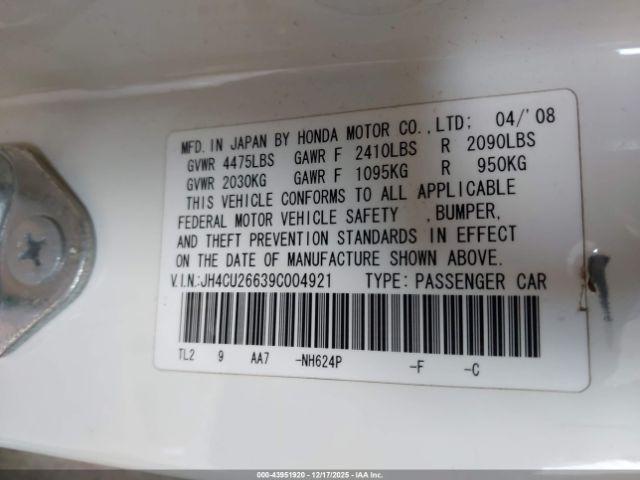 MFD. IN JAPAN BY HONDA MOTOR CO.,LTD; 04/'08
GVWR 4475LBS GAWR F 2410LBS R 2090LBS
GVWR 2030KG GAWR F 1095KG R 950KG
THIS VEHICLE CONFORMS TO ALL APPLICABLE
FEDERAL MOTOR VEHICLE SAFETY ,BUMPER,
AND THEFT PREVENTION STANDARDS IN EFFECT
ON THE DATE OF MANUFACTURE SHOWN ABOVE.
V.I.N.:JH4CU26639C004921 TYPE: PASSENGER CAR
TL2 9 AA7 -NH624P -F -C
000-43951920 - 12/17/2025 - IAA Inc.